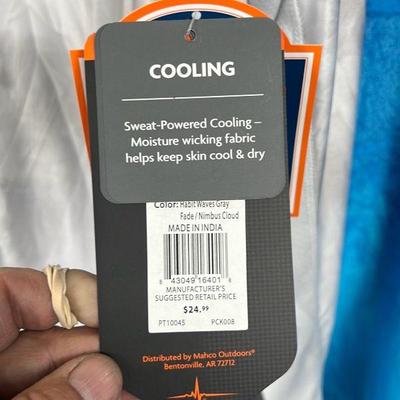 COOLING
Sweat-Powered Cooling –
Moisture wicking fabric
helps keep skin cool & dry
Color: Habit Waves Gray
Fade / Nimbus Cloud
MADE IN INDIA
8 43049 16401 8
MANUFACTURER'S
SUGGESTED RETAIL PRICE
$24.99
PT10045 PCK008
Distributed by Mahco Outdoors®
Bentonville, AR 72712